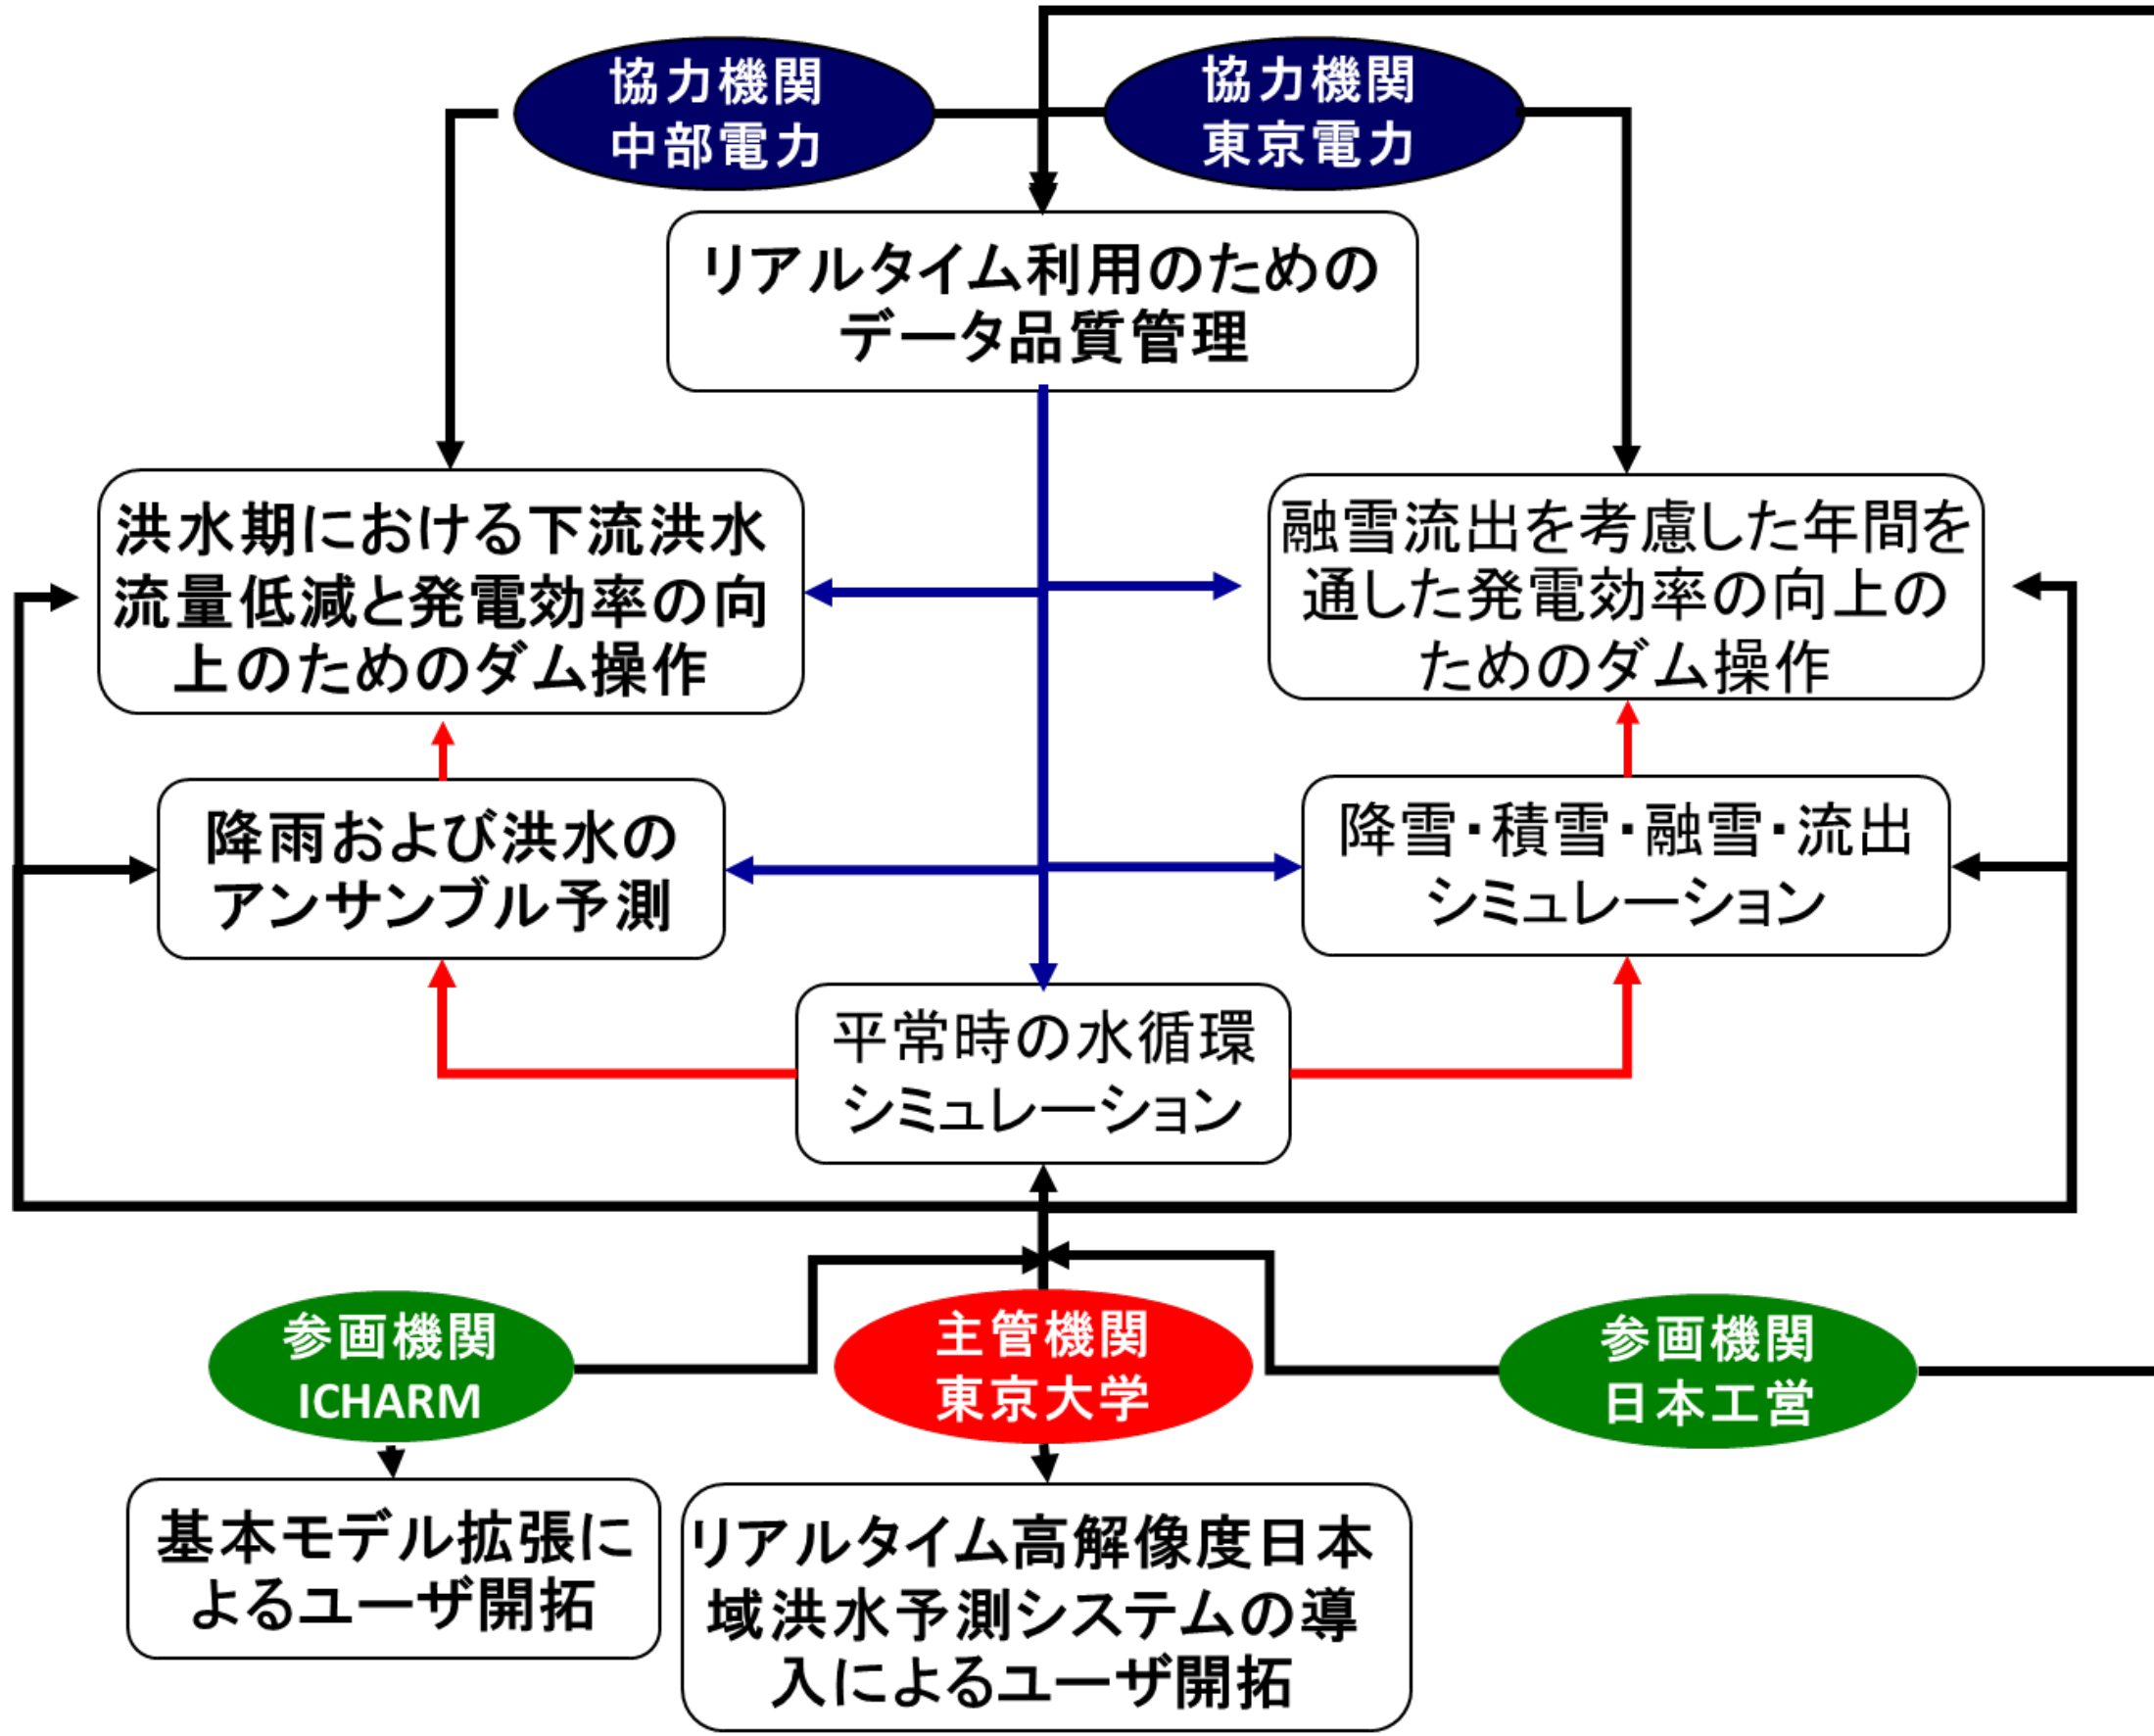 協力機関
中部電力
協力機関
東京電力
リアルタイム利用のための
データ品質管理
洪水期における下流洪水
流量低減と発電効率の向
上のためのダム操作
融雪流出を考慮した年間を
通した発電効率の向上の
ためのダム操作
降雨および洪水の
アンサンブル予測
降雪・積雪・融雪・流出
シミュレーション
平常時の水循環
シミュレーション
参画機関
ICHARM
主管機関
東京大学
参画機関
日本工営
基本モデル拡張に
よるユーザ開拓
リアルタイム高解像度日本
域洪水予測システムの導
入によるユーザ開拓